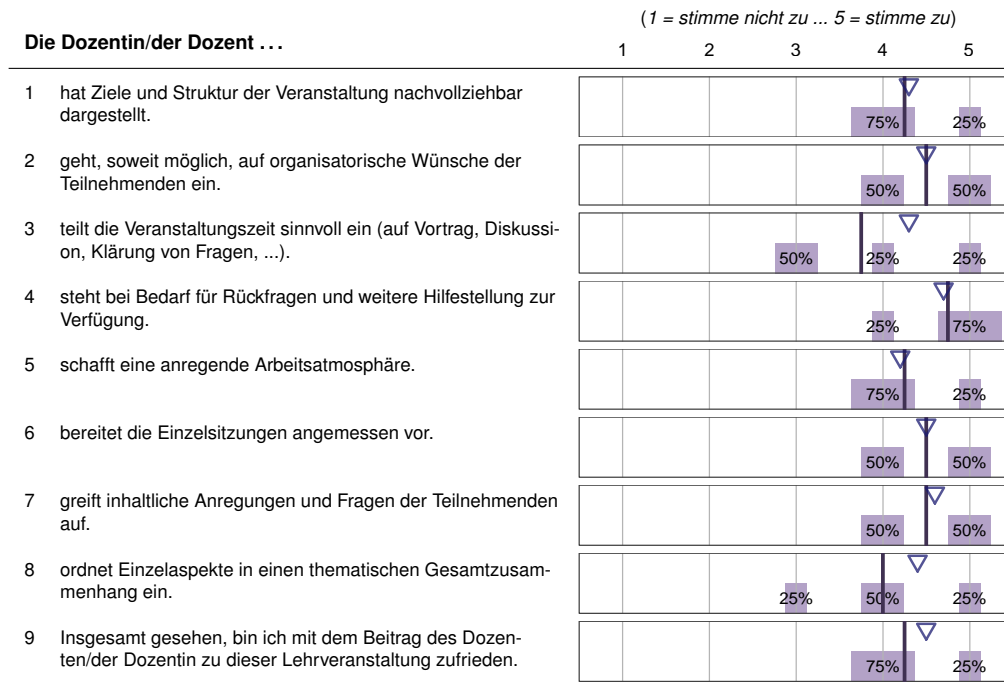 (1 = stimme nicht zu ... 5 = stimme zu)
Die Dozentin/der Dozent . . .
1 2 3 4 5
1 hat Ziele und Struktur der Veranstaltung nachvollziehbar
dargestellt.
75% 25%
2 geht, soweit möglich, auf organisatorische Wünsche der
Teilnehmenden ein.
50% 50%
3 teilt die Veranstaltungszeit sinnvoll ein (auf Vortrag, Diskussi-
on, Klärung von Fragen, ...).
50% 25% 25%
4 steht bei Bedarf für Rückfragen und weitere Hilfestellung zur
Verfügung.
25% 75%
5 schafft eine anregende Arbeitsatmosphäre.
75% 25%
6 bereitet die Einzelsitzungen angemessen vor.
50% 50%
7 greift inhaltliche Anregungen und Fragen der Teilnehmenden
auf.
50% 50%
8 ordnet Einzelaspekte in einen thematischen Gesamtzusam-
menhang ein.
25% 50% 25%
9 Insgesamt gesehen, bin ich mit dem Beitrag des Dozen-
ten/der Dozentin zu dieser Lehrveranstaltung zufrieden.
75% 25%